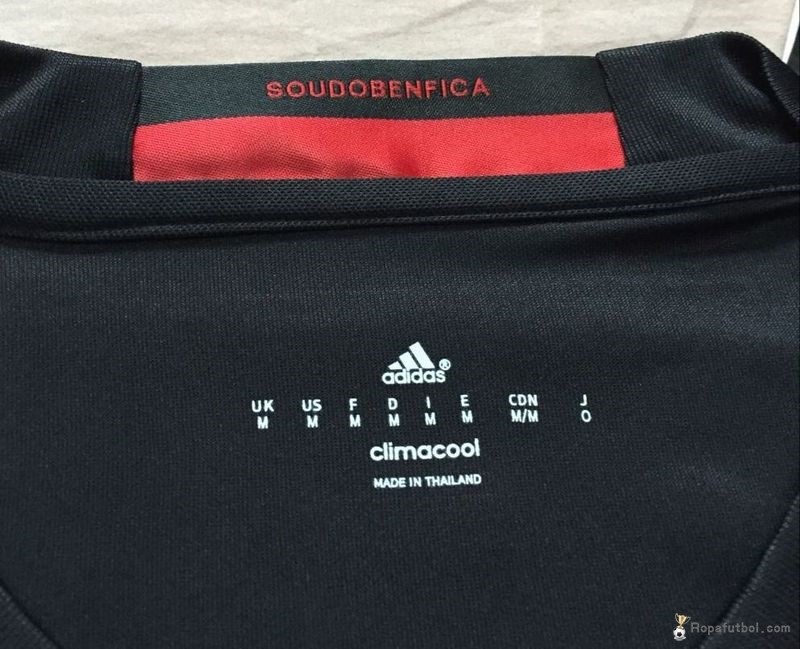 SOUDOBENFICA
adidas®
UK US F D I E CDN J
M M M M M M M/M O
climacool
MADE IN THAILAND
Ropafutbol.com